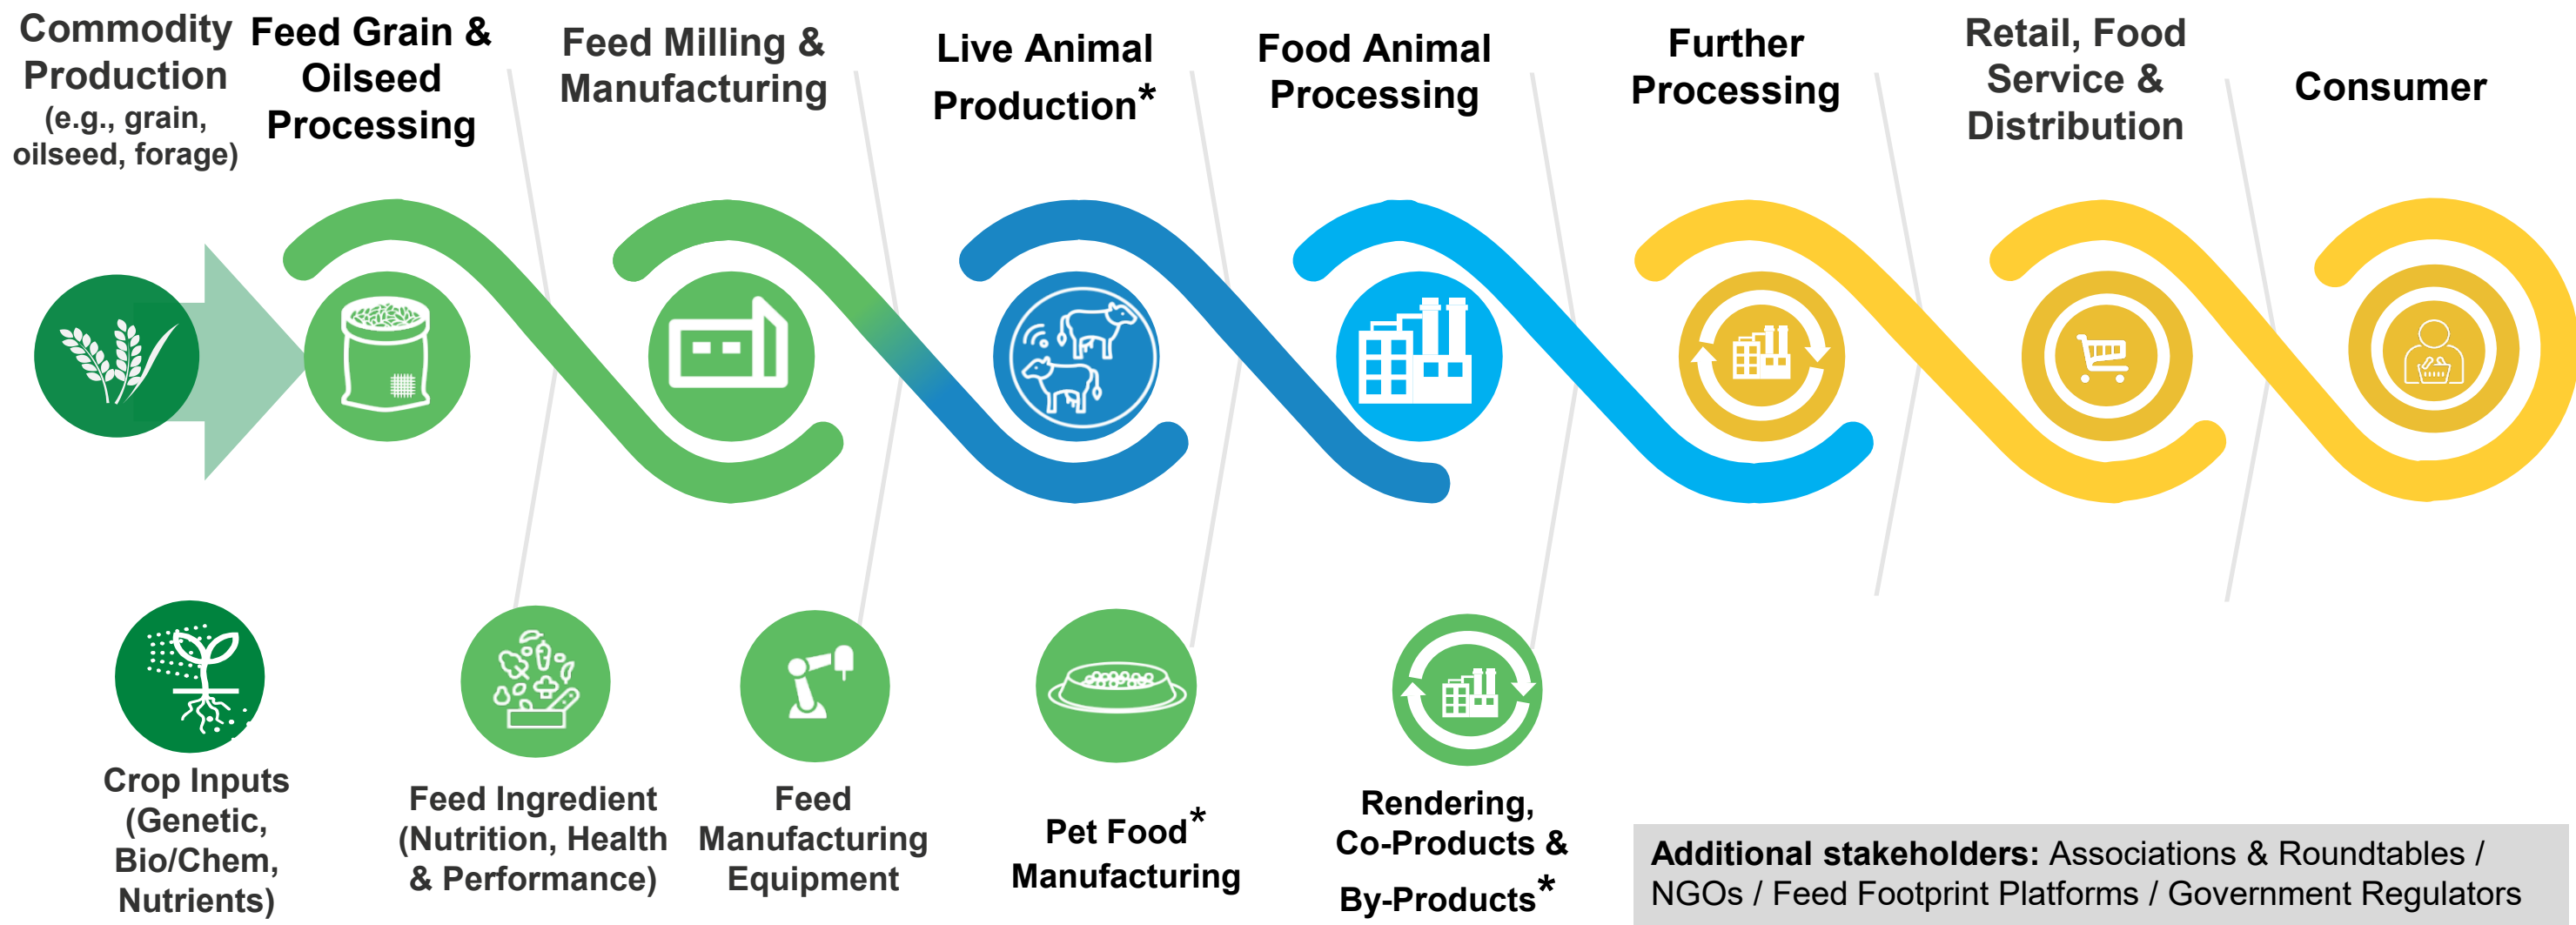 Commodity
Production
(e.g., grain,
oilseed, forage)
Feed Grain &
Oilseed
Processing
Feed Milling &
Manufacturing
Live Animal
Production*
Food Animal
Processing
Further
Processing
Retail, Food
Service &
Distribution
Consumer
Crop Inputs
(Genetic,
Bio/Chem,
Nutrients)
Feed Ingredient
(Nutrition, Health
& Performance)
Feed
Manufacturing
Equipment
Pet Food*
Manufacturing
Rendering,
Co-Products &
By-Products*
Additional stakeholders: Associations & Roundtables /
NGOs / Feed Footprint Platforms / Government Regulators